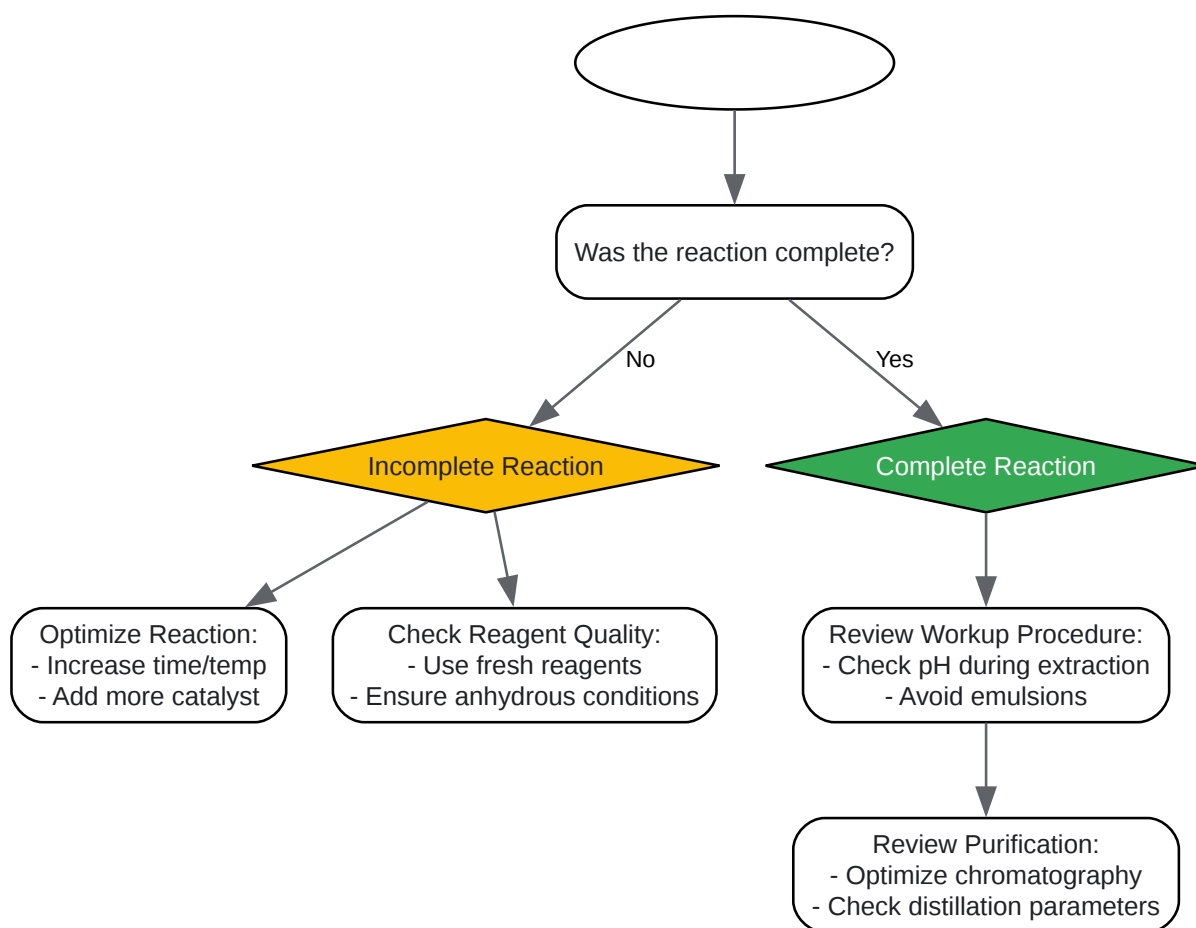 Was the reaction complete?
No
Yes
Incomplete Reaction
Complete Reaction
Optimize Reaction:
- Increase time/temp
- Add more catalyst
Check Reagent Quality:
- Use fresh reagents
- Ensure anhydrous conditions
Review Workup Procedure:
- Check pH during extraction
- Avoid emulsions
Review Purification:
- Optimize chromatography
- Check distillation parameters